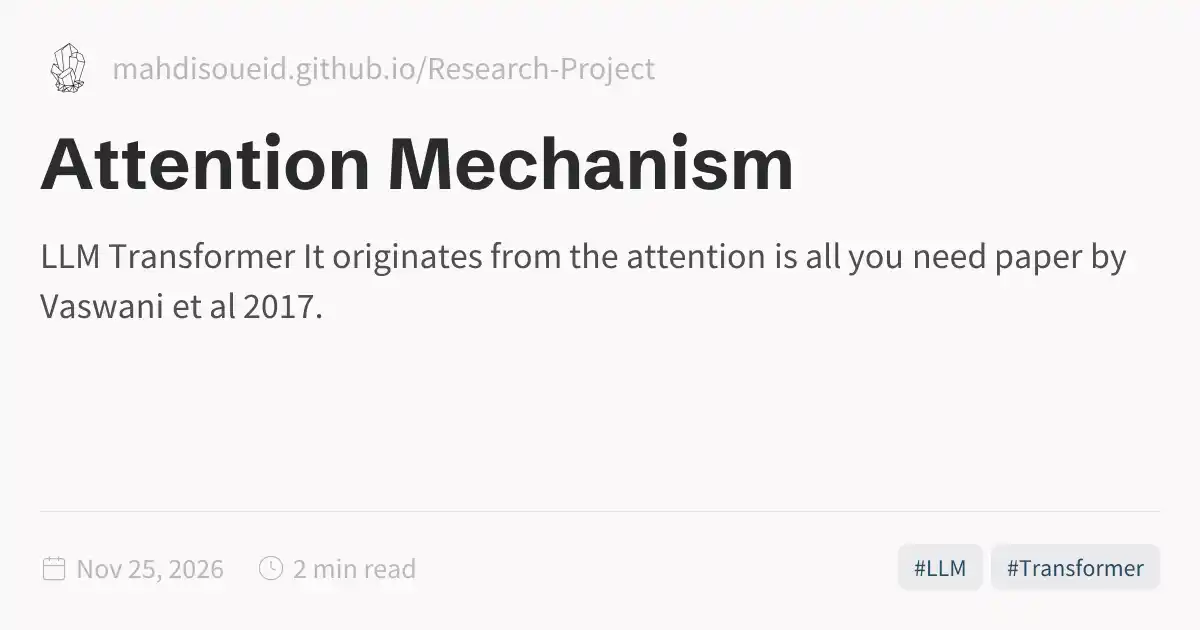 mahdisoueid.github.io/Research-Project
Attention Mechanism
LLM Transformer It originates from the attention is all you need paper by
Vaswani et al 2017.
Nov 25, 2026
2 min read
#LLM
#Transformer